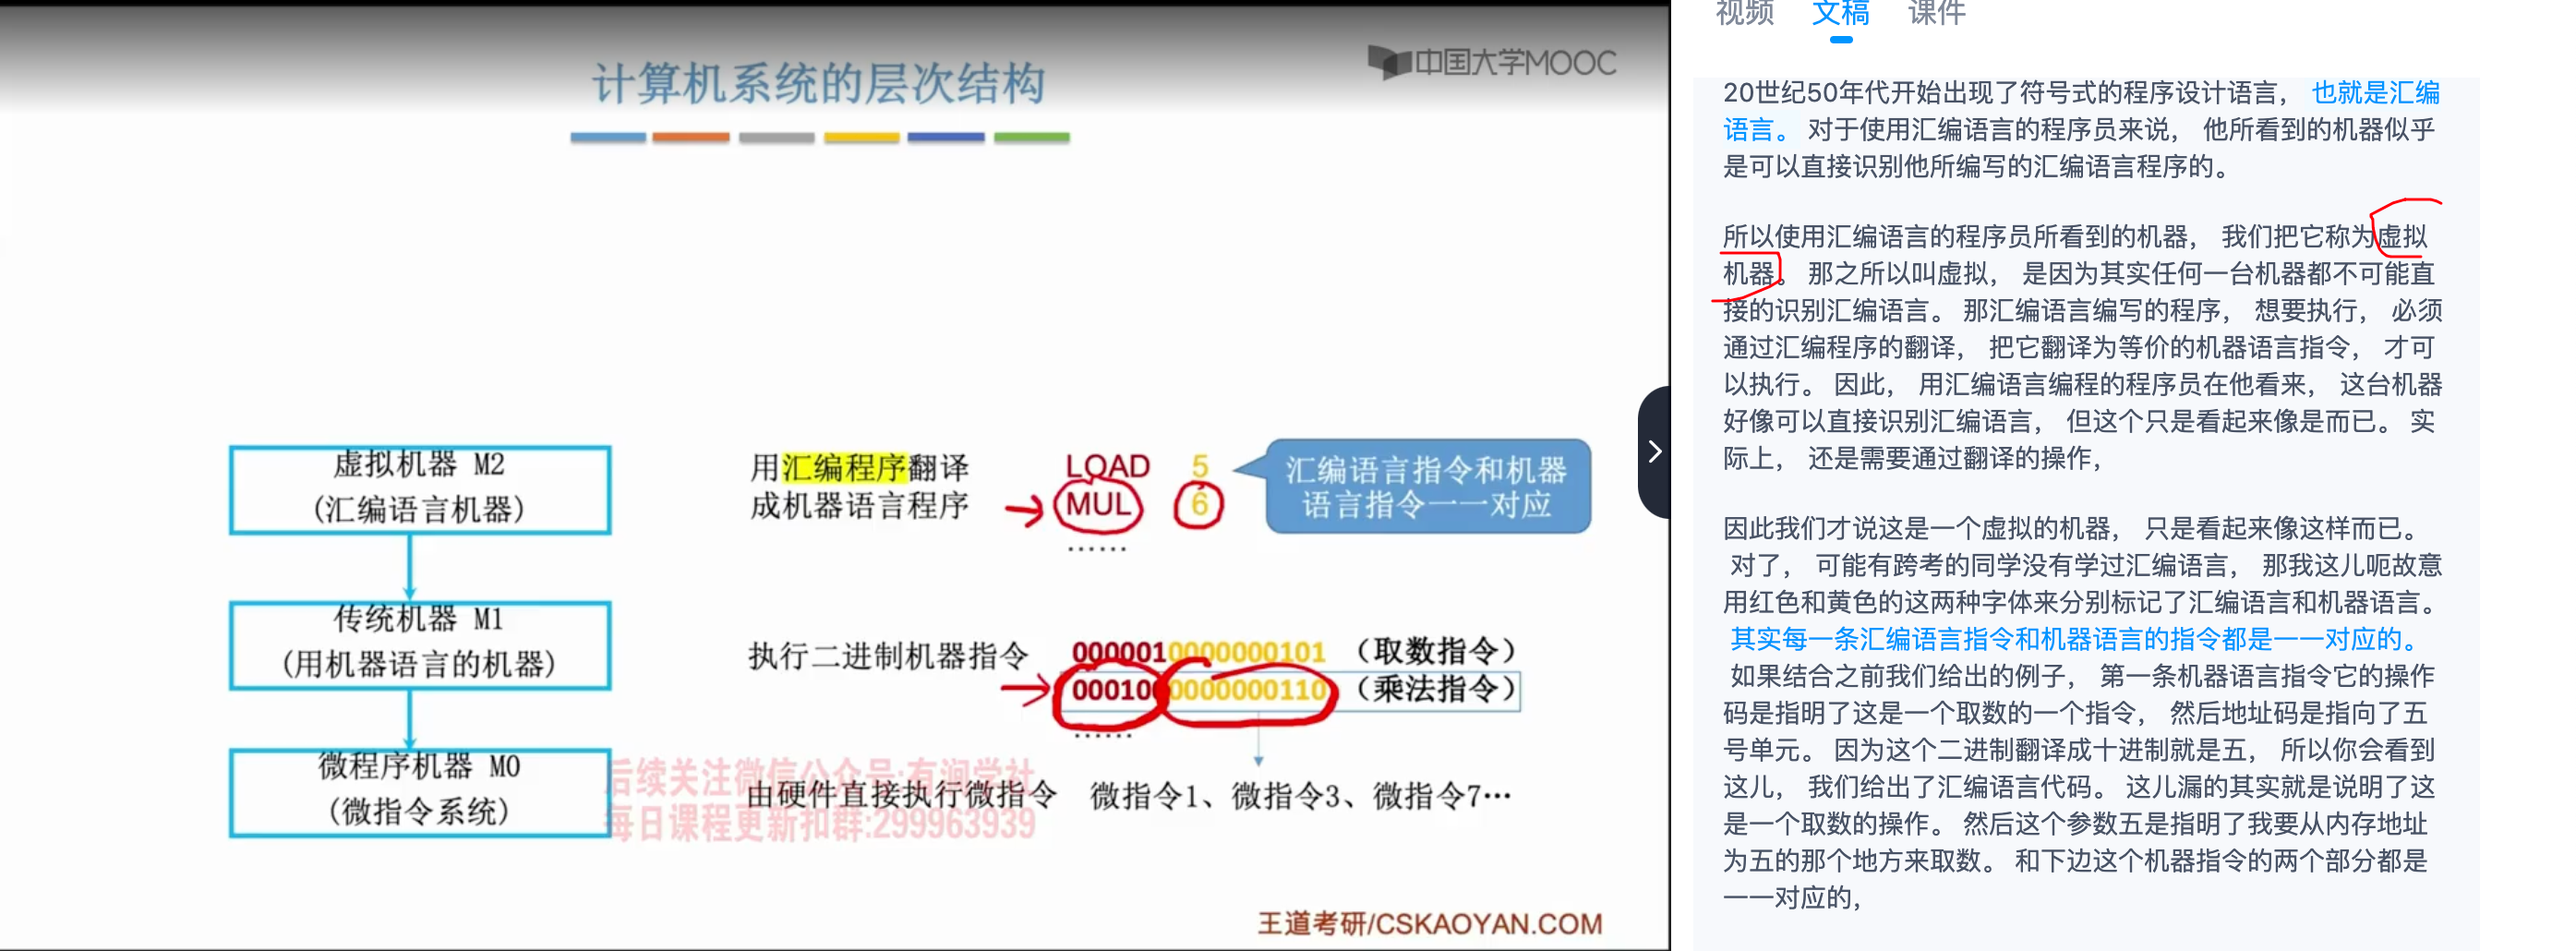 计算机系统的层次结构
中国大学MOOC
虚拟机器 M2
(汇编语言机器)
用汇编程序翻译
成机器语言程序
LOAD 5
MUL 6
······
汇编语言指令和机器
语言指令一一对应
传统机器 M1
(用机器语言的机器)
执行二进制机器指令
0000010000000101 （取数指令）
0001000000000110 （乘法指令）
······
微程序机器 M0
(微指令系统)
由硬件直接执行微指令
微指令1、微指令3、微指令7···
后续关注微信公众号:有涧学社
每日课程更新扣群:299963939
王道考研/CSKAOYAN.COM
视频 文稿 课件
20世纪50年代开始出现了符号式的程序设计语言， 也就是汇编
语言。 对于使用汇编语言的程序员来说， 他所看到的机器似乎
是可以直接识别他所编写的汇编语言程序的。
所以使用汇编语言的程序员所看到的机器， 我们把它称为虚拟
机器。 那之所以叫虚拟， 是因为其实任何一台机器都不可能直
接的识别汇编语言。 那汇编语言编写的程序， 想要执行， 必须
通过汇编程序的翻译， 把它翻译为等价的机器语言指令， 才可
以执行。 因此， 用汇编语言编程的程序员在他看来， 这台机器
好像可以直接识别汇编语言， 但这个只是看起来像是而已。 实
际上， 还是需要通过翻译的操作，
因此我们才说这是一个虚拟的机器， 只是看起来像这样而已。
对了， 可能有跨考的同学没有学过汇编语言， 那我这儿呃故意
用红色和黄色的这两种字体来分别标记了汇编语言和机器语言。
其实每一条汇编语言指令和机器语言的指令都是一一对应的。
如果结合之前我们给出的例子， 第一条机器语言指令它的操作
码是指明了这是一个取数的一个指令， 然后地址码是指向了五
号单元。 因为这个二进制翻译成十进制就是五， 所以你会看到
这儿， 我们给出了汇编语言代码。 这儿漏的其实就是说明了这
是一个取数的操作。 然后这个参数五是指明了我要从内存地址
为五的那个地方来取数。 和下边这个机器指令的两个部分都是
一一对应的，